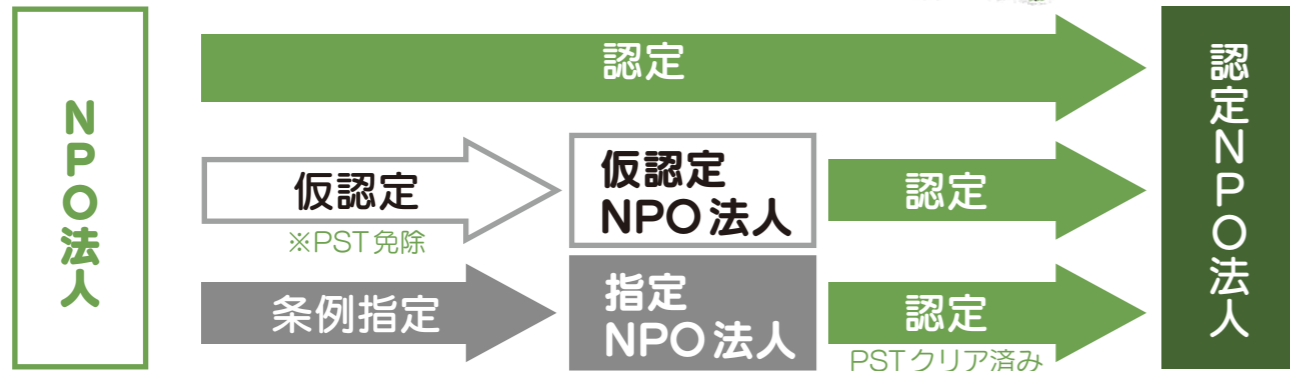 NPO法人
認定
仮認定
※PST免除
仮認定
NPO法人
認定
条例指定
指定
NPO法人
認定
PSTクリア済み
認定NPO法人